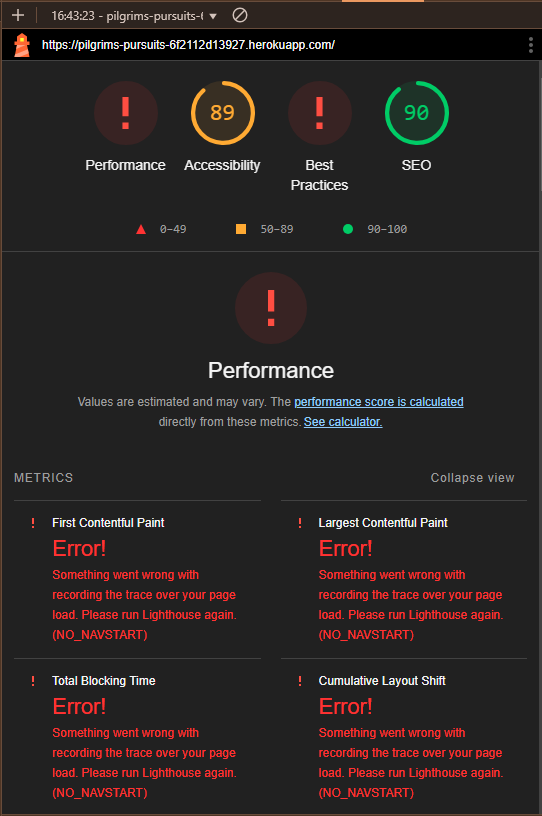 16:43:23 - pilgrims-pursuits-6
https://pilgrims-pursuits-6f2112d13927.herokuapp.com/
! 89 ! 90
Performance Accessibility Best Practices SEO
0–49 50–89 90–100
!
Performance
Values are estimated and may vary. The performance score is calculated
directly from these metrics. See calculator.
METRICS Collapse view
! First Contentful Paint
Error!
Something went wrong with
recording the trace over your page
load. Please run Lighthouse again.
(NO_NAVSTART)
! Largest Contentful Paint
Error!
Something went wrong with
recording the trace over your page
load. Please run Lighthouse again.
(NO_NAVSTART)
! Total Blocking Time
Error!
Something went wrong with
recording the trace over your page
load. Please run Lighthouse again.
(NO_NAVSTART)
! Cumulative Layout Shift
Error!
Something went wrong with
recording the trace over your page
load. Please run Lighthouse again.
(NO_NAVSTART)